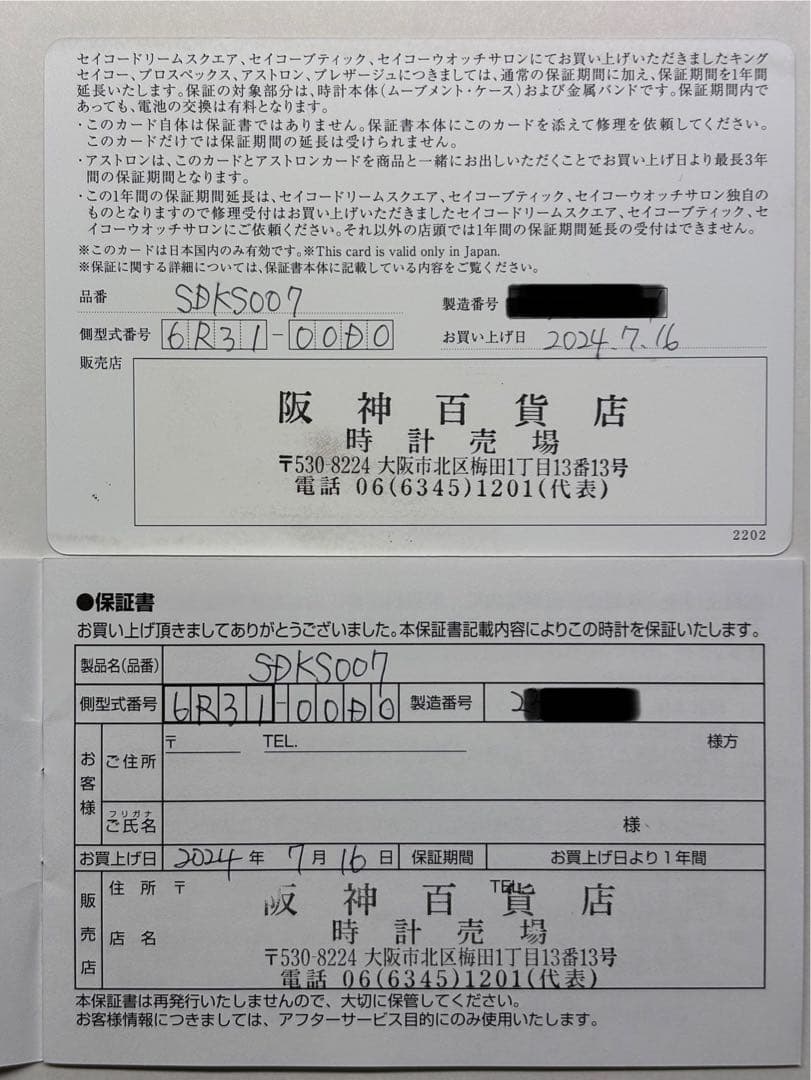 セイコードリームスクエア、セイコーブティック、セイコーウオッチサロンにてお買い上げいただきましたキング
セイコー、プロスペックス、アストロン、プレザージュにつきましては、通常の保証期間に加え、保証期間を1年間
延長いたします。保証の対象部分は、時計本体(ムーブメント・ケース)および金属バンドです。保証期間内で
あっても、電池の交換は有料となります。
・このカード自体は保証書ではありません。保証書本体にこのカードを添えて修理を依頼してください。
このカードだけでは保証期間の延長は受けられません。
・アストロンは、このカードとアストロンカードを商品と一緒にお出しいただくことでお買い上げ日より最長3年
間の保証期間となります。
・この1年間の保証期間延長は、セイコードリームスクエア、セイコーブティック、セイコーウオッチサロン独自の
ものとなりますので修理受付はお買い上げいただきましたセイコードリームスクエア、セイコーブティック、セ
イコーウオッチサロンにご依頼ください。それ以外の店頭では1年間の保証期間延長の受付はできません。
※このカードは日本国内のみ有効です。※This card is valid only in Japan.
※保証に関する詳細については、保証書本体に記載している内容をご覧ください。
品番 SDKS007 製造番号
側型式番号 6R31-00D0 お買い上げ日 2024.7.16
販売店
阪神百貨店
時計売場
〒530-8224 大阪市北区梅田1丁目13番13号
電話 06(6345)1201(代表)
2202
●保証書
お買い上げ頂きましてありがとうございました。本保証書記載内容によりこの時計を保証いたします。
製品名(品番) SDKS007
側型式番号 6R31-00D0 製造番号 2
お客様 ご住所 〒 TEL. 様方
フリガナ
ご氏名 様
お買上げ日 2024年 7月 16日 保証期間 お買上げ日より1年間
販売店 住所 〒 TEL
店名
阪神百貨店
時計売場
〒530-8224 大阪市北区梅田1丁目13番13号
電話 06(6345)1201(代表)
本保証書は再発行いたしませんので、大切に保管してください。
お客様情報につきましては、アフターサービス目的にのみ使用いたします。